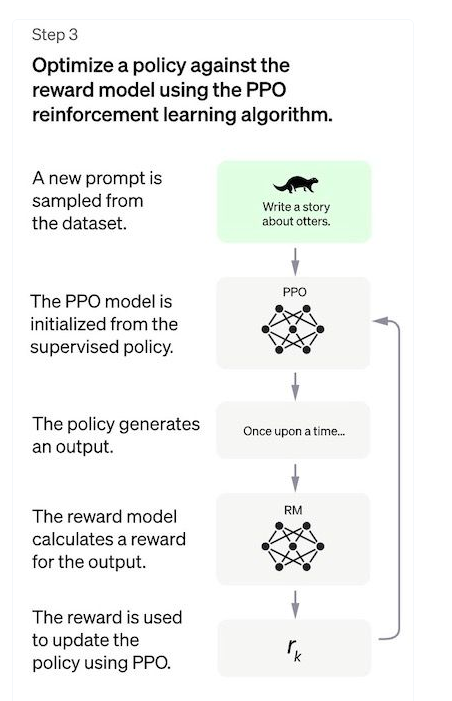 Step 3
Optimize a policy against the
reward model using the PPO
reinforcement learning algorithm.
A new prompt is
sampled from
the dataset.
Write a story
about otters.
The PPO model is
initialized from the
supervised policy.
PPO
The policy generates
an output.
Once upon a time...
The reward model
calculates a reward
for the output.
RM
The reward is used
to update the
policy using PPO.
rk